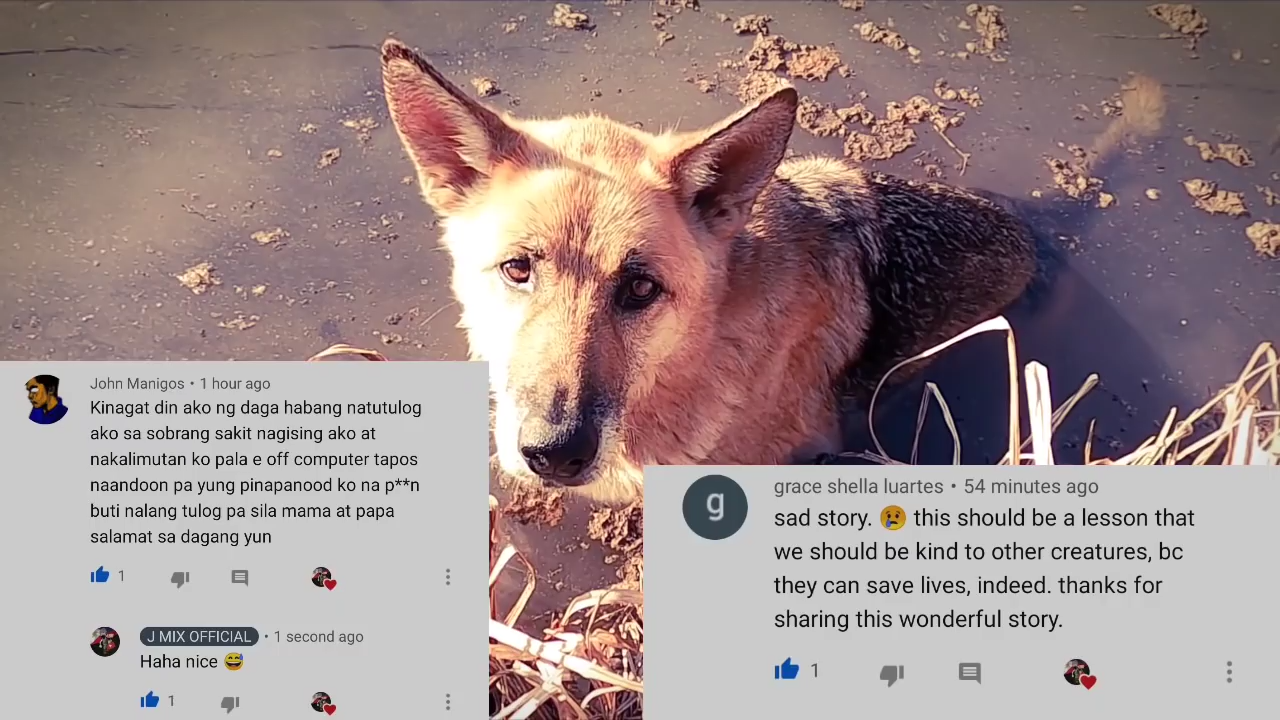 John Manigos • 1 hour ago
Kinagat din ako ng daga habang natutulog
ako sa sobrang sakit nagising ako at
nakalimutan ko pala e off computer tapos
naandoon pa yung pinapanood ko na p**n
buti nalang tulog pa sila mama at papa
salamat sa dagang yun
1
J MIX OFFICIAL • 1 second ago
Haha nice 😅
1
g
grace shella luartes • 54 minutes ago
sad story. 😢 this should be a lesson that
we should be kind to other creatures, bc
they can save lives, indeed. thanks for
sharing this wonderful story.
1